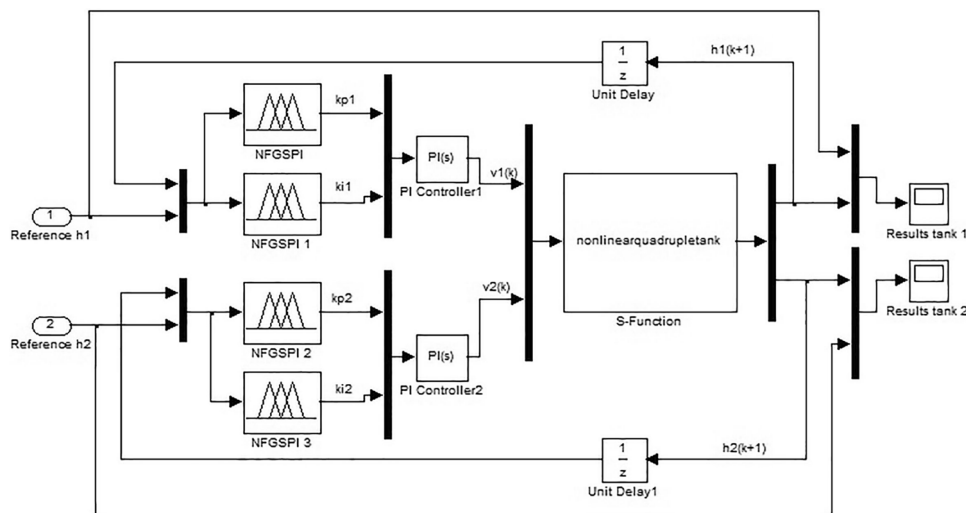 h1(k+1)
1
z
Unit Delay
kp1
NFGSPI
PI(s)
PI Controller1
v1(k)
ki1
NFGSPI 1
1
Reference h1
nonlinearquadrupletank
S-Function
Results tank 1
kp2
NFGSPI 2
v2(k)
2
Reference h2
PI(s)
PI Controller2
Results tank 2
ki2
NFGSPI 3
h2(k+1)
1
z
Unit Delay1